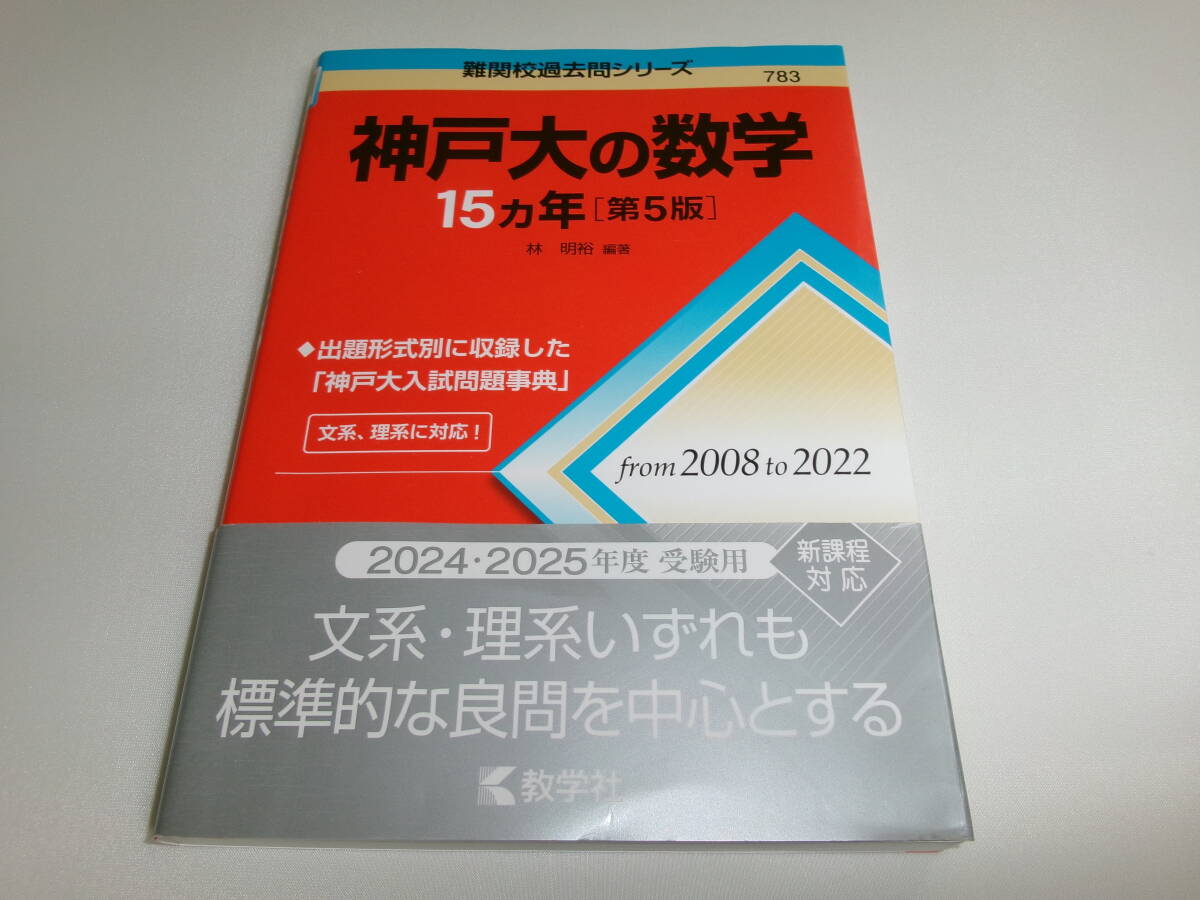 難関校過去問シリーズ
783
神戸大の数学
15ヵ年［第5版］
林 明裕 編著
◆出題形式別に収録した
「神戸大入試問題事典」
文系、理系に対応！
from 2008 to 2022
2024・2025年度 受験用
新課程
対応
文系・理系いずれも
標準的な良問を中心とする
教学社